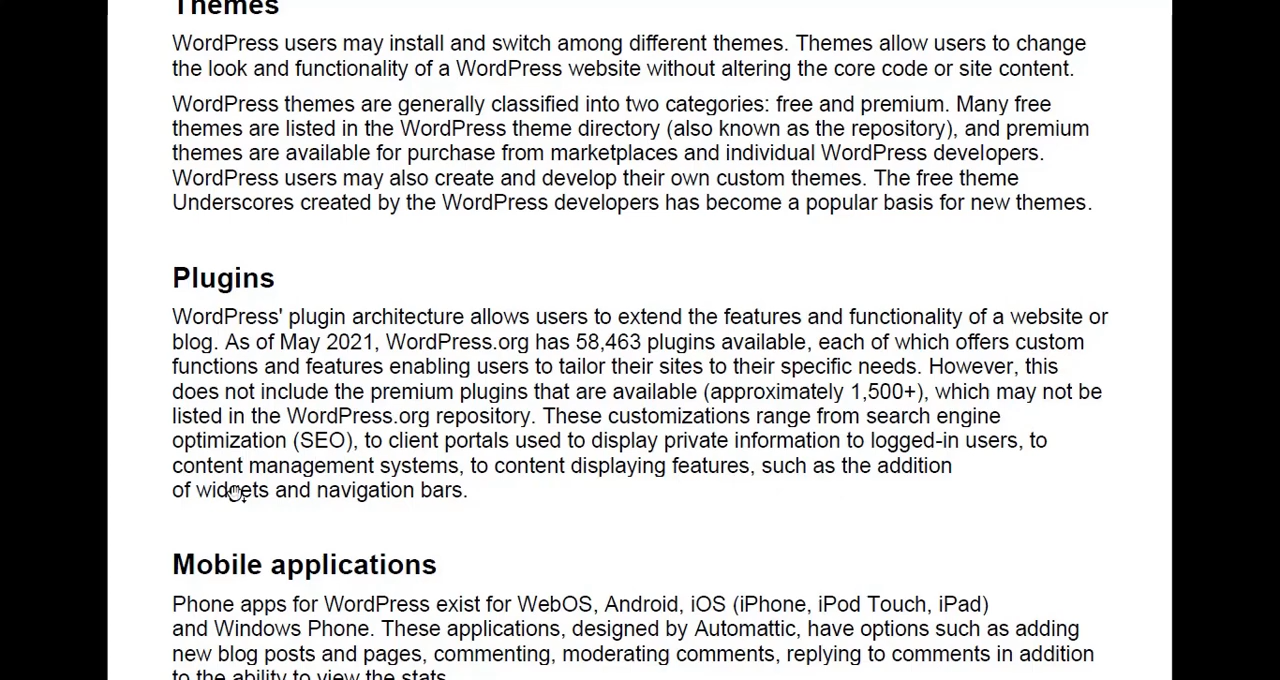 Themes
WordPress users may install and switch among different themes. Themes allow users to change
the look and functionality of a WordPress website without altering the core code or site content.
WordPress themes are generally classified into two categories: free and premium. Many free
themes are listed in the WordPress theme directory (also known as the repository), and premium
themes are available for purchase from marketplaces and individual WordPress developers.
WordPress users may also create and develop their own custom themes. The free theme
Underscores created by the WordPress developers has become a popular basis for new themes.
Plugins
WordPress' plugin architecture allows users to extend the features and functionality of a website or
blog. As of May 2021, WordPress.org has 58,463 plugins available, each of which offers custom
functions and features enabling users to tailor their sites to their specific needs. However, this
does not include the premium plugins that are available (approximately 1,500+), which may not be
listed in the WordPress.org repository. These customizations range from search engine
optimization (SEO), to client portals used to display private information to logged-in users, to
content management systems, to content displaying features, such as the addition
of widgets and navigation bars.
Mobile applications
Phone apps for WordPress exist for WebOS, Android, iOS (iPhone, iPod Touch, iPad)
and Windows Phone. These applications, designed by Automattic, have options such as adding
new blog posts and pages, commenting, moderating comments, replying to comments in addition
to the ability to view the stats.